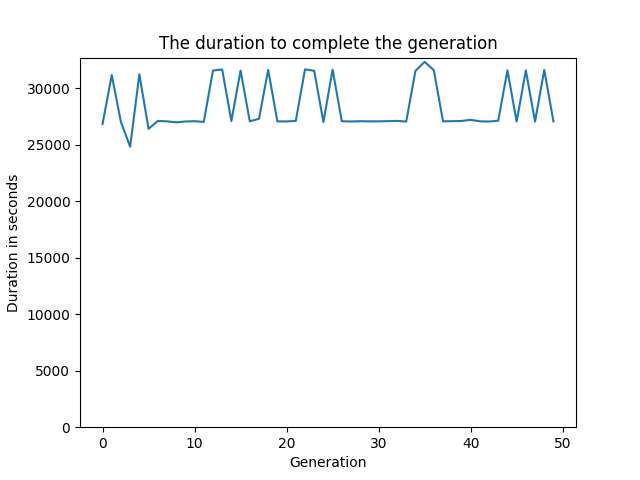 The duration to complete the generation
30000
25000
20000
15000
10000
5000
0
Duration in seconds
0 10 20 30 40 50
Generation